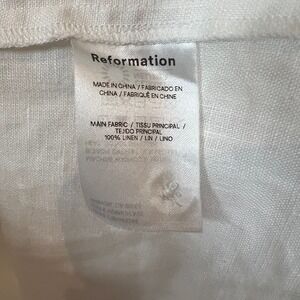 Reformation
MADE IN CHINA / FABRICADO EN
CHINA / FABRIQUÉ EN CHINE
MAIN FABRIC / TISSU PRINCIPAL /
TEJIDO PRINCIPAL
100% LINEN / LIN / LINO